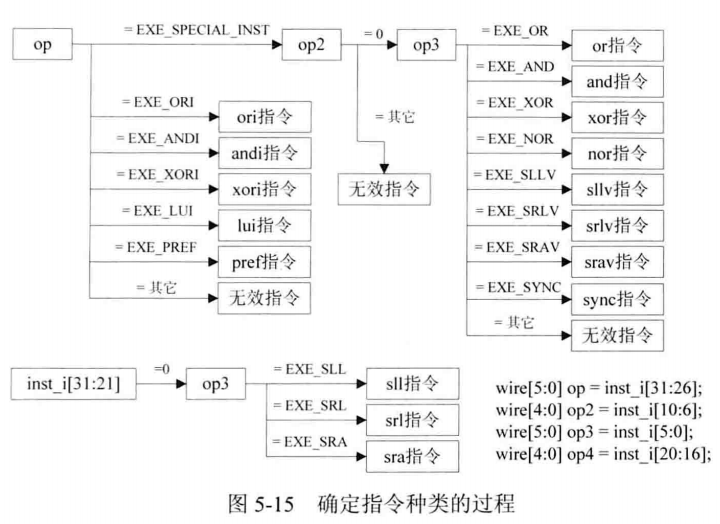 op
= EXE_SPECIAL_INST
op2
=0
op3
= EXE_OR
or指令
= EXE_AND
and指令
= EXE_XOR
xor指令
= EXE_NOR
nor指令
= EXE_SLLV
sllv指令
= EXE_SRLV
srlv指令
= EXE_SRAV
srav指令
= EXE_SYNC
sync指令
= 其它
无效指令
= 其它
无效指令
= EXE_ORI
ori指令
= EXE_ANDI
andi指令
= EXE_XORI
xori指令
= EXE_LUI
lui指令
= EXE_PREF
pref指令
= 其它
无效指令
inst_i[31:21]
=0
op3
= EXE_SLL
sll指令
= EXE_SRL
srl指令
= EXE_SRA
sra指令
wire[5:0] op = inst_i[31:26];
wire[4:0] op2 = inst_i[10:6];
wire[5:0] op3 = inst_i[5:0];
wire[4:0] op4 = inst_i[20:16];
图 5-15 确定指令种类的过程